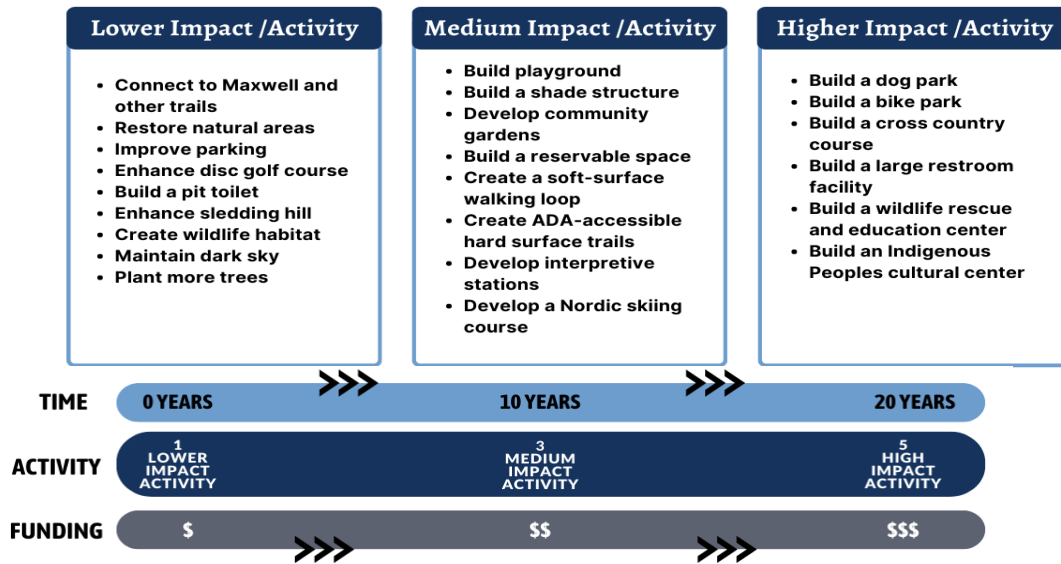 Lower Impact /Activity
• Connect to Maxwell and
other trails
• Restore natural areas
• Improve parking
• Enhance disc golf course
• Build a pit toilet
• Enhance sledding hill
• Create wildlife habitat
• Maintain dark sky
• Plant more trees
Medium Impact /Activity
• Build playground
• Build a shade structure
• Develop community
gardens
• Build a reservable space
• Create a soft-surface
walking loop
• Create ADA-accessible
hard surface trails
• Develop interpretive
stations
• Develop a Nordic skiing
course
Higher Impact /Activity
• Build a dog park
• Build a bike park
• Build a cross country
course
• Build a large restroom
facility
• Build a wildlife rescue
and education center
• Build an Indigenous
Peoples cultural center
TIME
0 YEARS
10 YEARS
20 YEARS
ACTIVITY
1
LOWER
IMPACT
ACTIVITY
3
MEDIUM
IMPACT
ACTIVITY
5
HIGH
IMPACT
ACTIVITY
FUNDING
$
$$
$$$